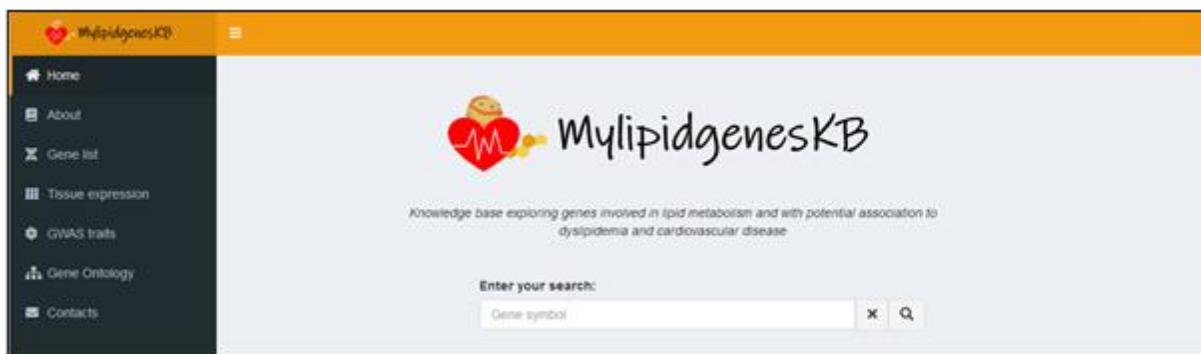 MylipidgenesKB
Home
About
Gene list
Tissue expression
GWAS traits
Gene Ontology
Contacts
MylipidgenesKB
Knowledge base exploring genes involved in lipid metabolism and with potential association to
dyslipidemia and cardiovascular disease
Enter your search:
Gene symbol